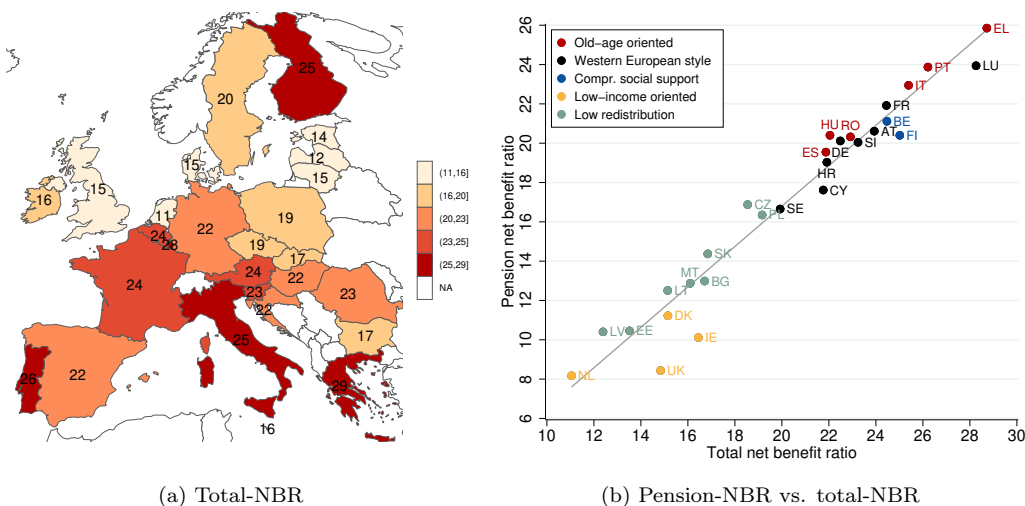 25
20
14
12
15
15
15
16
11
22
19
24
28
19
17
24
24
22
23
23
22
17
25
26
22
29
16
(11,16]
(16,20]
(20,23]
(23,25]
(25,29]
NA
(a) Total-NBR
Old−age oriented
Western European style
Compr. social support
Low−income oriented
Low redistribution
Pension net benefit ratio
26
24
22
20
18
16
14
12
10
8
6
EL
LU
PT
IT
FR
BE
AT
FI
HU
RO
SI
DE
ES
HR
CY
SE
CZ
PL
SK
MT
BG
LT
DK
LV
EE
IE
UK
NL
10 12 14 16 18 20 22 24 26 28 30
Total net benefit ratio
(b) Pension-NBR vs. total-NBR